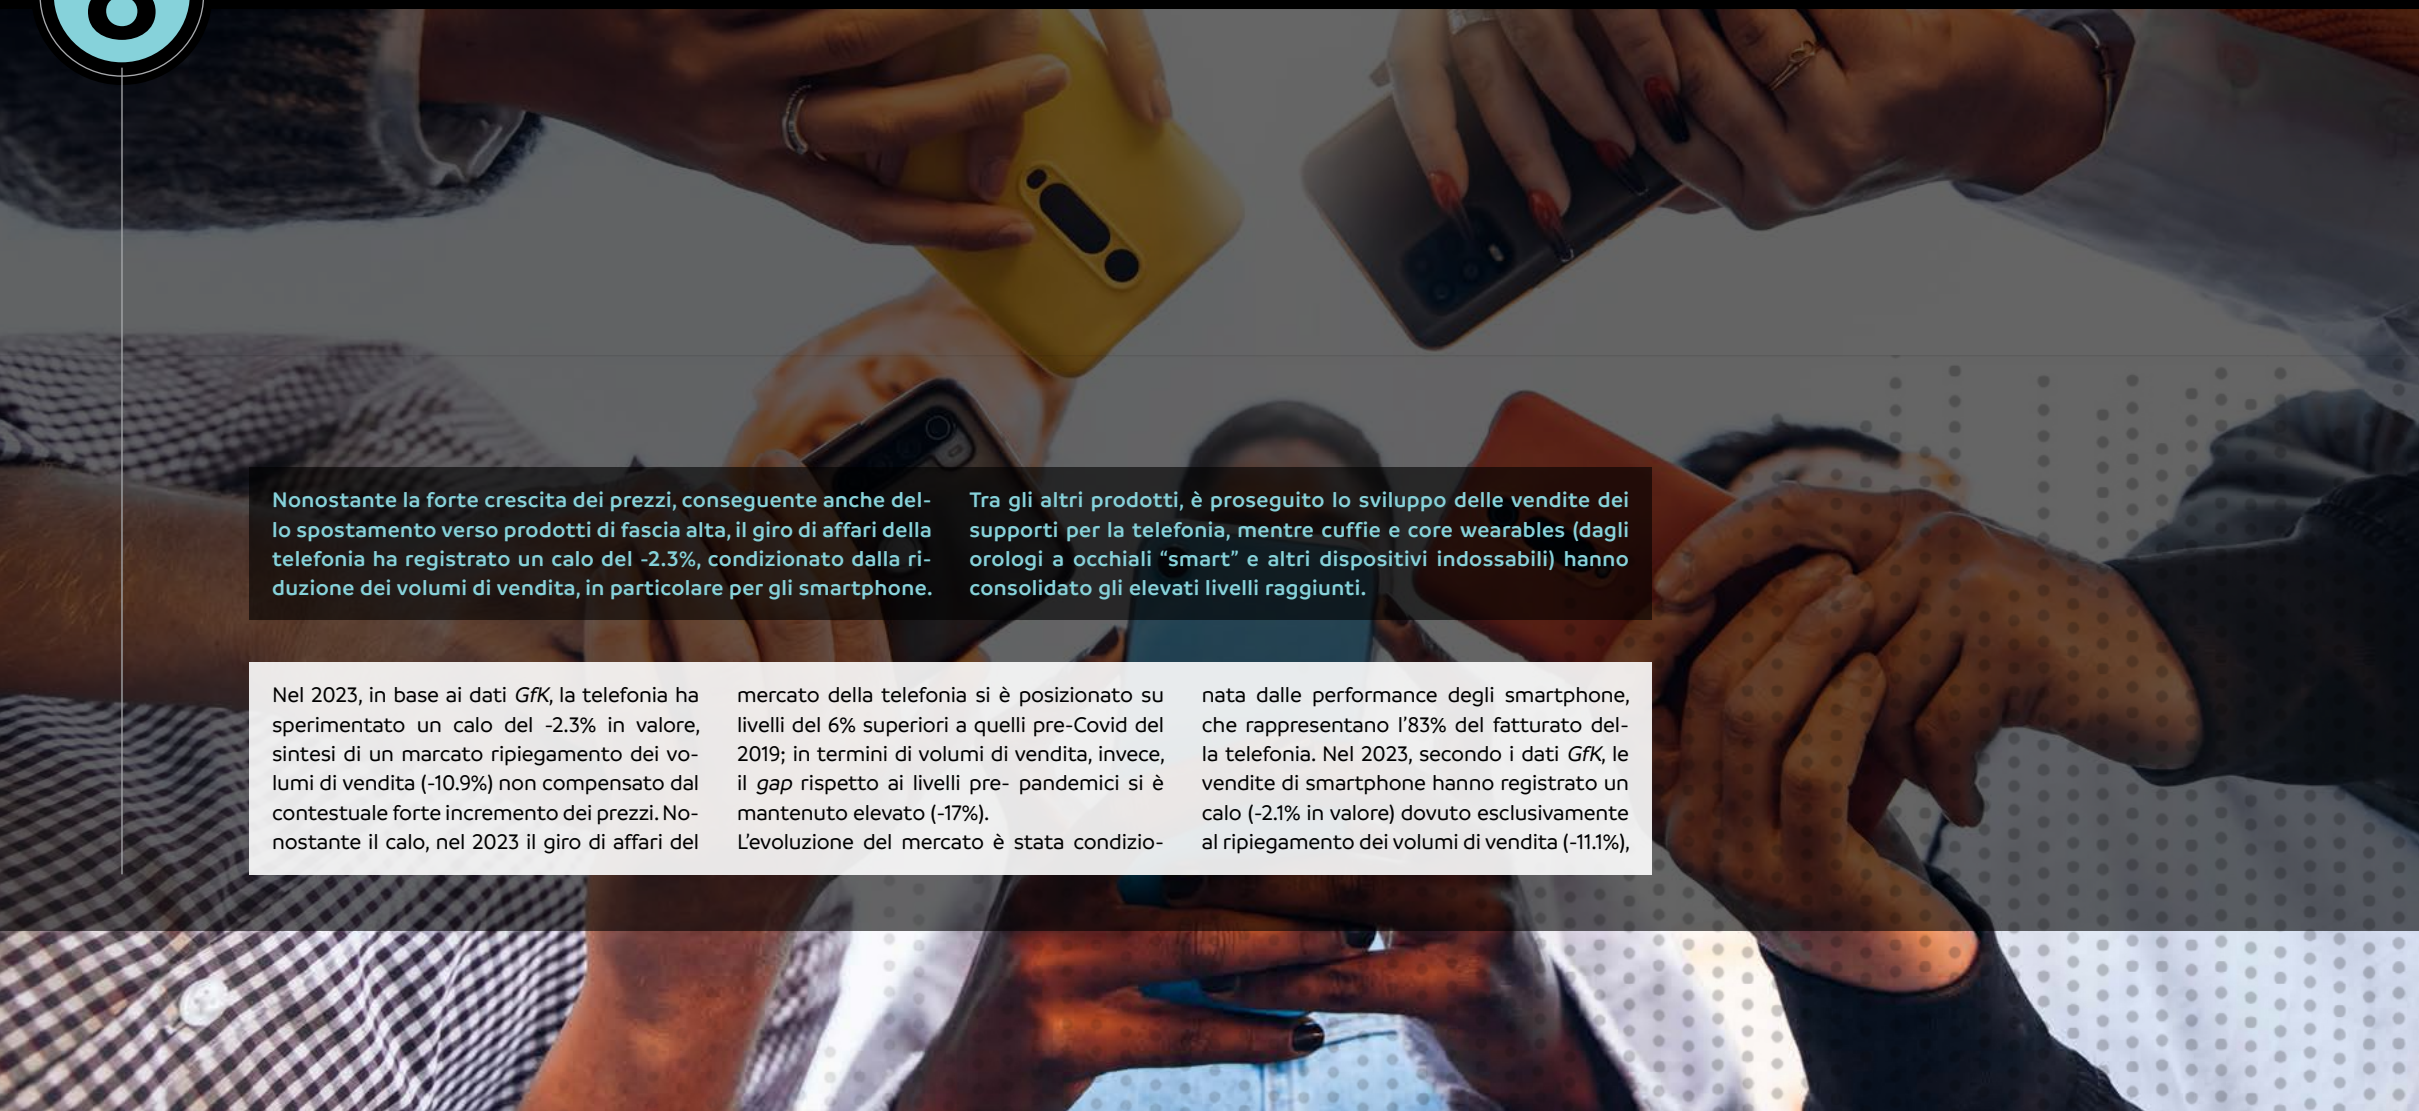 Nonostante la forte crescita dei prezzi, conseguente anche del-
lo spostamento verso prodotti di fascia alta, il giro di affari della
telefonia ha registrato un calo del -2.3%, condizionato dalla ri-
duzione dei volumi di vendita, in particolare per gli smartphone.
Tra gli altri prodotti, è proseguito lo sviluppo delle vendite dei
supporti per la telefonia, mentre cuffie e core wearables (dagli
orologi a occhiali “smart” e altri dispositivi indossabili) hanno
consolidato gli elevati livelli raggiunti.
Nel 2023, in base ai dati GfK, la telefonia ha
sperimentato un calo del -2.3% in valore,
sintesi di un marcato ripiegamento dei vo-
lumi di vendita (-10.9%) non compensato dal
contestuale forte incremento dei prezzi. No-
nostante il calo, nel 2023 il giro di affari del
mercato della telefonia si è posizionato su
livelli del 6% superiori a quelli pre-Covid del
2019; in termini di volumi di vendita, invece,
il gap rispetto ai livelli pre- pandemici si è
mantenuto elevato (-17%).
L'evoluzione del mercato è stata condizio-
nata dalle performance degli smartphone,
che rappresentano l'83% del fatturato del-
la telefonia. Nel 2023, secondo i dati GfK, le
vendite di smartphone hanno registrato un
calo (-2.1% in valore) dovuto esclusivamente
al ripiegamento dei volumi di vendita (-11.1%),